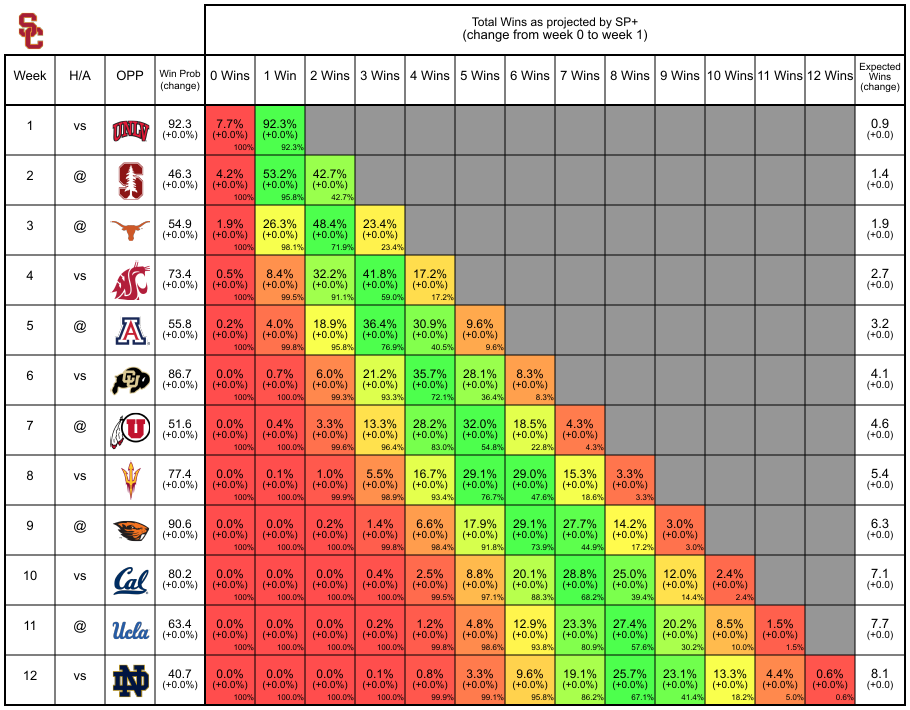 SC
Total Wins as projected by SP+
(change from week 0 to week 1)
Week H/A OPP Win Prob (change) 0 Wins 1 Win 2 Wins 3 Wins 4 Wins 5 Wins 6 Wins 7 Wins 8 Wins 9 Wins 10 Wins 11 Wins 12 Wins Expected Wins (change)
1 vs UNLV 92.3 7.7% 92.3% 0.9
(+0.0%) (+0.0%) (+0.0%) (+0.0)
100% 92.3%
2 @ S 46.3 4.2% 53.2% 42.7% 1.4
(+0.0%) (+0.0%) (+0.0%) (+0.0%) (+0.0)
100% 95.8% 42.7%
3 @ 54.9 1.9% 26.3% 48.4% 23.4% 1.9
(+0.0%) (+0.0%) (+0.0%) (+0.0%) (+0.0%) (+0.0)
100% 98.1% 71.9% 23.4%
4 vs 73.4 0.5% 8.4% 32.2% 41.8% 17.2% 2.7
(+0.0%) (+0.0%) (+0.0%) (+0.0%) (+0.0%) (+0.0%) (+0.0)
100% 99.5% 91.1% 59.0% 17.2%
5 @ A 55.8 0.2% 4.0% 18.9% 36.4% 30.9% 9.6% 3.2
(+0.0%) (+0.0%) (+0.0%) (+0.0%) (+0.0%) (+0.0%) (+0.0%) (+0.0)
100% 99.8% 95.8% 76.9% 40.5% 9.6%
6 vs CU 86.7 0.0% 0.7% 6.0% 21.2% 35.7% 28.1% 8.3% 4.1
(+0.0%) (+0.0%) (+0.0%) (+0.0%) (+0.0%) (+0.0%) (+0.0%) (+0.0%) (+0.0)
100% 100.0% 99.3% 93.3% 72.1% 36.4% 8.3%
7 @ U 51.6 0.0% 0.4% 3.3% 13.3% 28.2% 32.0% 18.5% 4.3% 4.6
(+0.0%) (+0.0%) (+0.0%) (+0.0%) (+0.0%) (+0.0%) (+0.0%) (+0.0%) (+0.0%) (+0.0)
100% 100.0% 99.6% 96.4% 83.0% 54.8% 22.8% 4.3%
8 vs 77.4 0.0% 0.1% 1.0% 5.5% 16.7% 29.1% 29.0% 15.3% 3.3% 5.4
(+0.0%) (+0.0%) (+0.0%) (+0.0%) (+0.0%) (+0.0%) (+0.0%) (+0.0%) (+0.0%) (+0.0%) (+0.0)
100% 100.0% 99.9% 98.9% 93.4% 76.7% 47.6% 18.6% 3.3%
9 @ 90.6 0.0% 0.0% 0.2% 1.4% 6.6% 17.9% 29.1% 27.7% 14.2% 3.0% 6.3
(+0.0%) (+0.0%) (+0.0%) (+0.0%) (+0.0%) (+0.0%) (+0.0%) (+0.0%) (+0.0%) (+0.0%) (+0.0%) (+0.0)
100% 100.0% 100.0% 99.8% 98.4% 91.8% 73.9% 44.9% 17.2% 3.0%
10 vs Cal 80.2 0.0% 0.0% 0.0% 0.4% 2.5% 8.8% 20.1% 28.8% 25.0% 12.0% 2.4% 7.1
(+0.0%) (+0.0%) (+0.0%) (+0.0%) (+0.0%) (+0.0%) (+0.0%) (+0.0%) (+0.0%) (+0.0%) (+0.0%) (+0.0%) (+0.0)
100% 100.0% 100.0% 100.0% 99.5% 97.1% 88.3% 68.2% 39.4% 14.4% 2.4%
11 @ Ucla 63.4 0.0% 0.0% 0.0% 0.2% 1.2% 4.8% 12.9% 23.3% 27.4% 20.2% 8.5% 1.5% 7.7
(+0.0%) (+0.0%) (+0.0%) (+0.0%) (+0.0%) (+0.0%) (+0.0%) (+0.0%) (+0.0%) (+0.0%) (+0.0%) (+0.0%) (+0.0%) (+0.0)
100% 100.0% 100.0% 100.0% 99.8% 98.6% 93.8% 80.9% 57.6% 30.2% 10.0% 1.5%
12 vs ND 40.7 0.0% 0.0% 0.0% 0.1% 0.8% 3.3% 9.6% 19.1% 25.7% 23.1% 13.3% 4.4% 0.6% 8.1
(+0.0%) (+0.0%) (+0.0%) (+0.0%) (+0.0%) (+0.0%) (+0.0%) (+0.0%) (+0.0%) (+0.0%) (+0.0%) (+0.0%) (+0.0%) (+0.0%) (+0.0)
100% 100.0% 100.0% 100.0% 99.9% 99.1% 95.8% 86.2% 67.1% 41.4% 18.2% 5.0% 0.6%